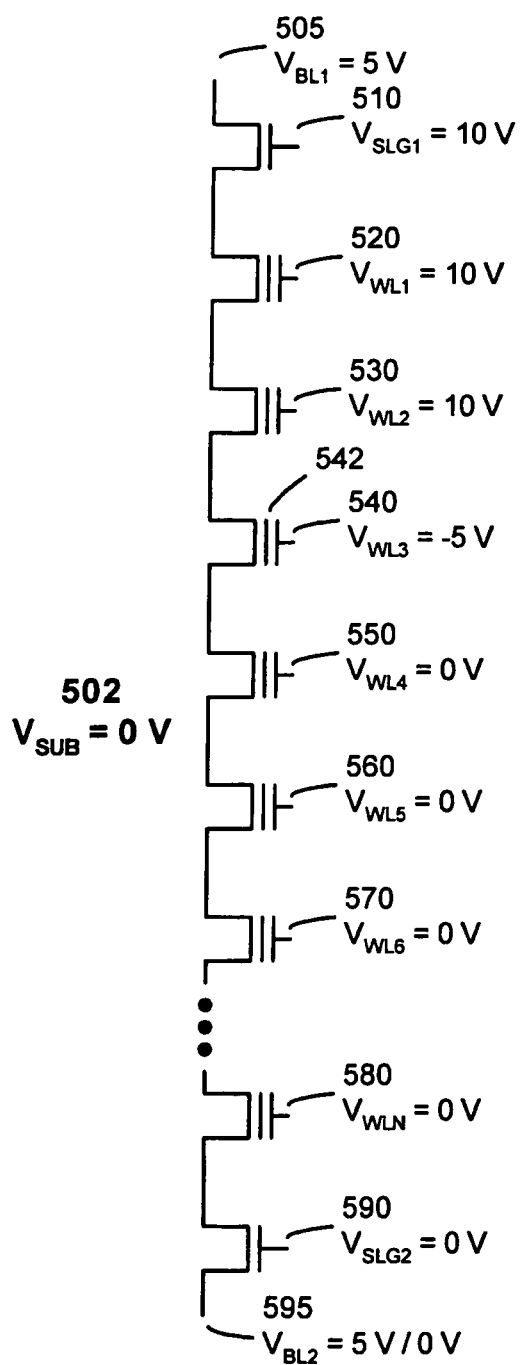 505
V_BL1 = 5 V
510
V_SLG1 = 10 V
520
V_WL1 = 10 V
530
V_WL2 = 10 V
542
540
V_WL3 = -5 V
550
V_WL4 = 0 V
502
V_SUB = 0 V
560
V_WL5 = 0 V
570
V_WL6 = 0 V
580
V_WLN = 0 V
590
V_SLG2 = 0 V
595
V_BL2 = 5 V / 0 V